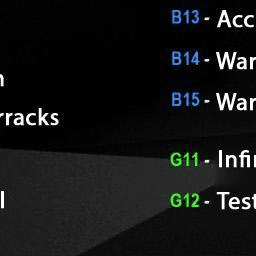 B13 - Acc
B14 - War
n
B15 - War
rracks
G11 - Infi
l
G12 - Test